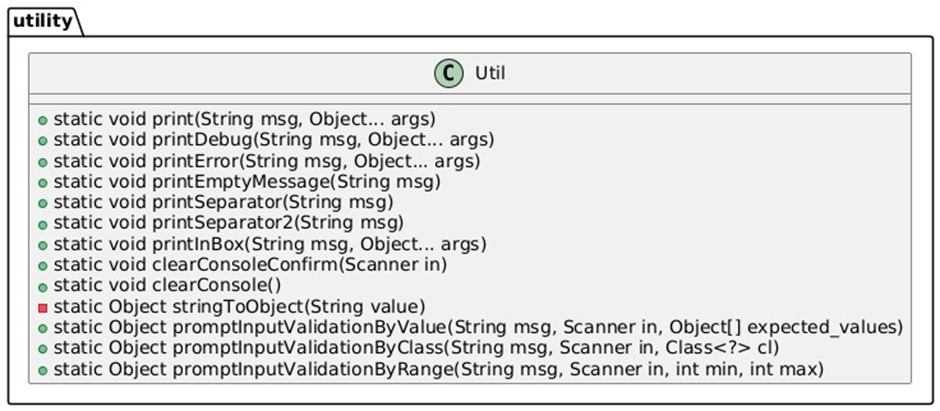 utility
C Util
static void print(String msg, Object... args)
static void printDebug(String msg, Object... args)
static void printError(String msg, Object... args)
static void printEmptyMessage(String msg)
static void printSeparator(String msg)
static void printSeparator2(String msg)
static void printInBox(String msg, Object... args)
static void clearConsoleConfirm(Scanner in)
static void clearConsole()
static Object stringToObject(String value)
static Object promptInputValidationByValue(String msg, Scanner in, Object[] expected_values)
static Object promptInputValidationByClass(String msg, Scanner in, Class<?> cl)
static Object promptInputValidationByRange(String msg, Scanner in, int min, int max)